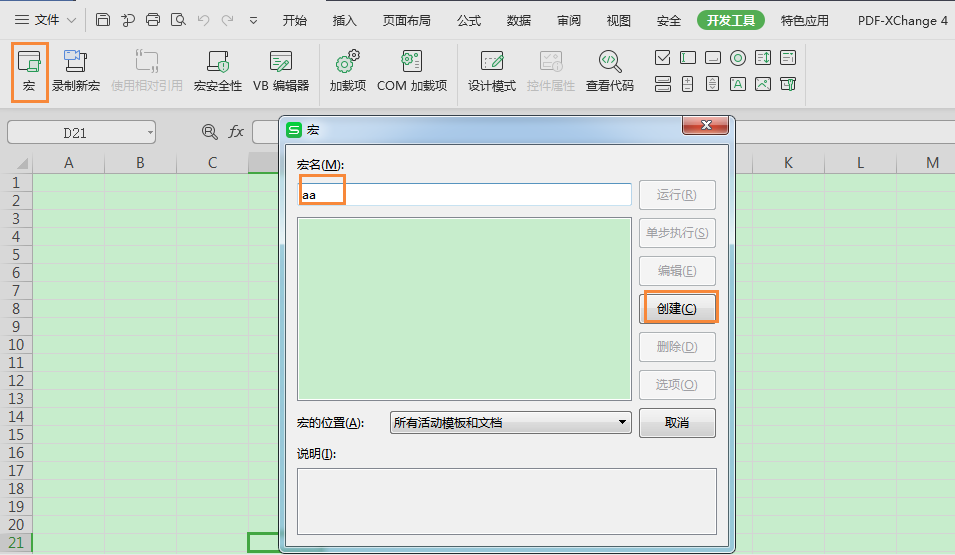 文件 开始 插入 页面布局 公式 数据 审阅 视图 安全 开发工具 特色应用 PDF-XChange 4
宏 录制新宏 使用相对引用 宏安全性 VB 编辑器 加载项 COM 加载项 设计模式 控件属性 查看代码
D21 fx
S 宏
A B C K L M
宏名(M):
aa
运行(R)
单步执行(S)
编辑(E)
创建(C)
删除(D)
选项(O)
宏的位置(A): 所有活动模板和文档 取消
说明(I):
1
2
3
4
5
6
7
8
9
10
11
12
13
14
15
16
17
18
19
20
21